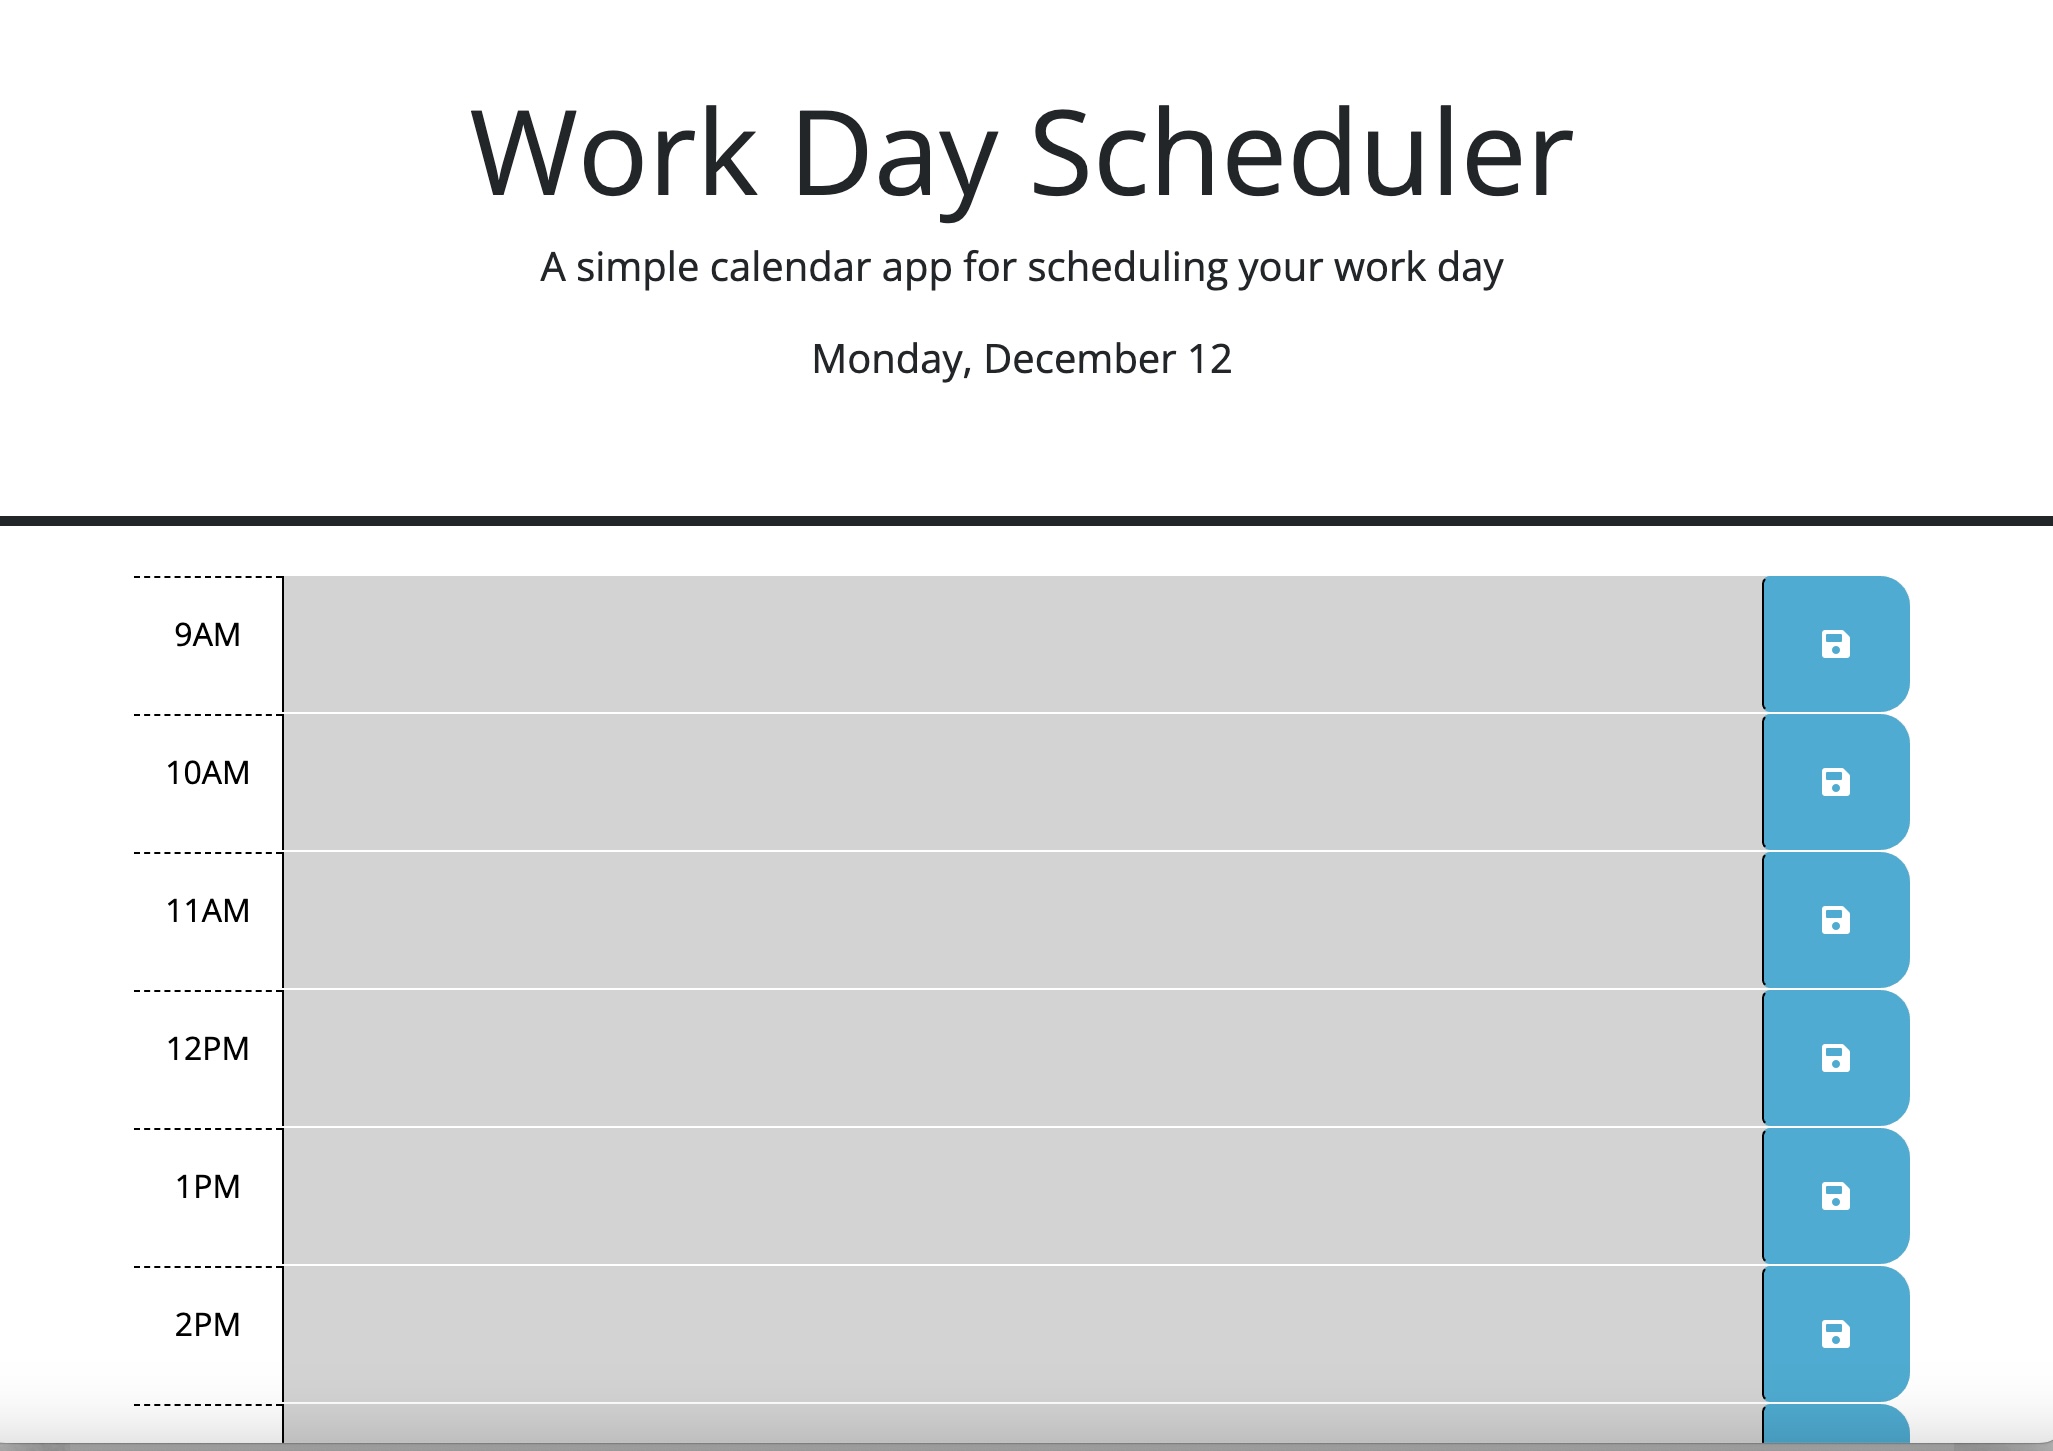 Work Day Scheduler
A simple calendar app for scheduling your work day
Monday, December 12
9AM
10AM
11AM
12PM
1PM
2PM